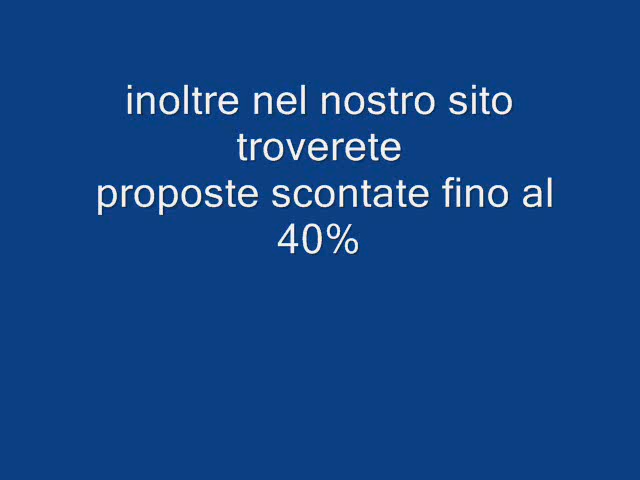 inoltre nel nostro sito
troverete
proposte scontate fino al
40%